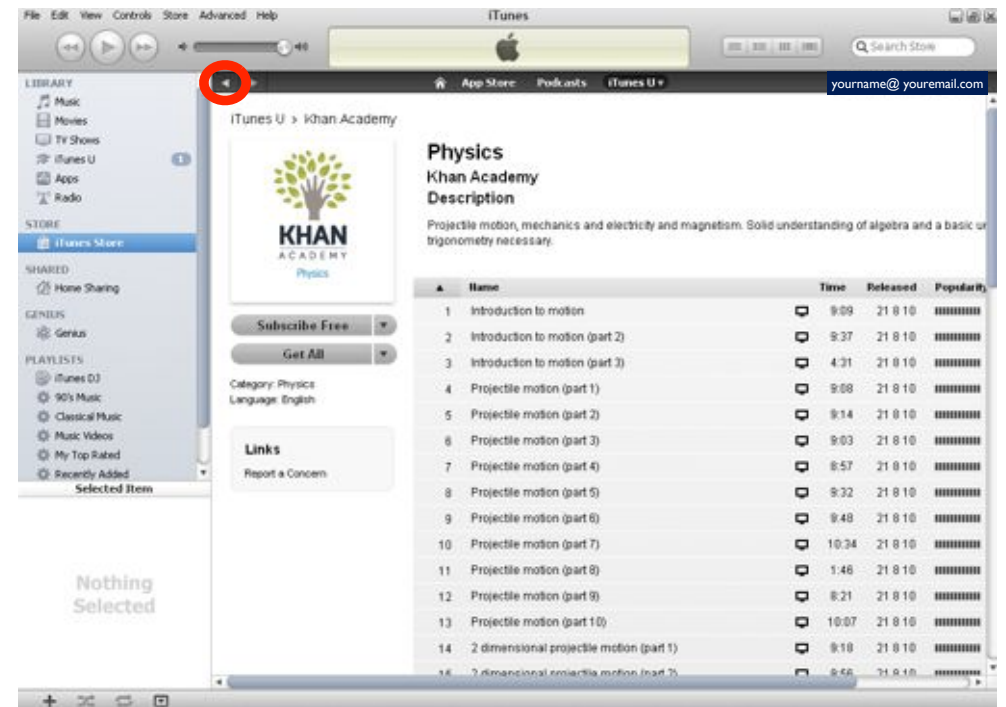 File Edit View Controls Store Advanced Help
iTunes
Search Store
App Store Podcasts iTunes U
yourname@ youremail.com
LIBRARY
Music
Movies
TV Shows
iTunes U 1
Apps
Radio
STORE
iTunes Store
SHARED
Home Sharing
GENIUS
Genius
PLAYLISTS
iTunes DJ
90's Music
Classical Music
Music Videos
My Top Rated
Recently Added
Selected Item
Nothing
Selected
iTunes U > Khan Academy
KHAN
ACADEMY
Physics
Subscribe Free
Get All
Category: Physics
Language: English
Links
Report a Concern
Physics
Khan Academy
Description
Projectile motion, mechanics and electricity and magnetism. Solid understanding of algebra and a basic
trigonometry necessary.
Name Time Released Popularity
1 Introduction to motion 9:09 21 8 10
2 Introduction to motion (part 2) 9:37 21 8 10
3 Introduction to motion (part 3) 4:31 21 8 10
4 Projectile motion (part 1) 9:08 21 8 10
5 Projectile motion (part 2) 9:14 21 8 10
6 Projectile motion (part 3) 9:03 21 8 10
7 Projectile motion (part 4) 8:57 21 8 10
8 Projectile motion (part 5) 9:32 21 8 10
9 Projectile motion (part 6) 9:48 21 8 10
10 Projectile motion (part 7) 10:34 21 8 10
11 Projectile motion (part 8) 1:46 21 8 10
12 Projectile motion (part 9) 8:21 21 8 10
13 Projectile motion (part 10) 10:07 21 8 10
14 2 dimensional projectile motion (part 1) 9:18 21 8 10
2 dimensional projectile motion (part 2) 9:56 21 8 10